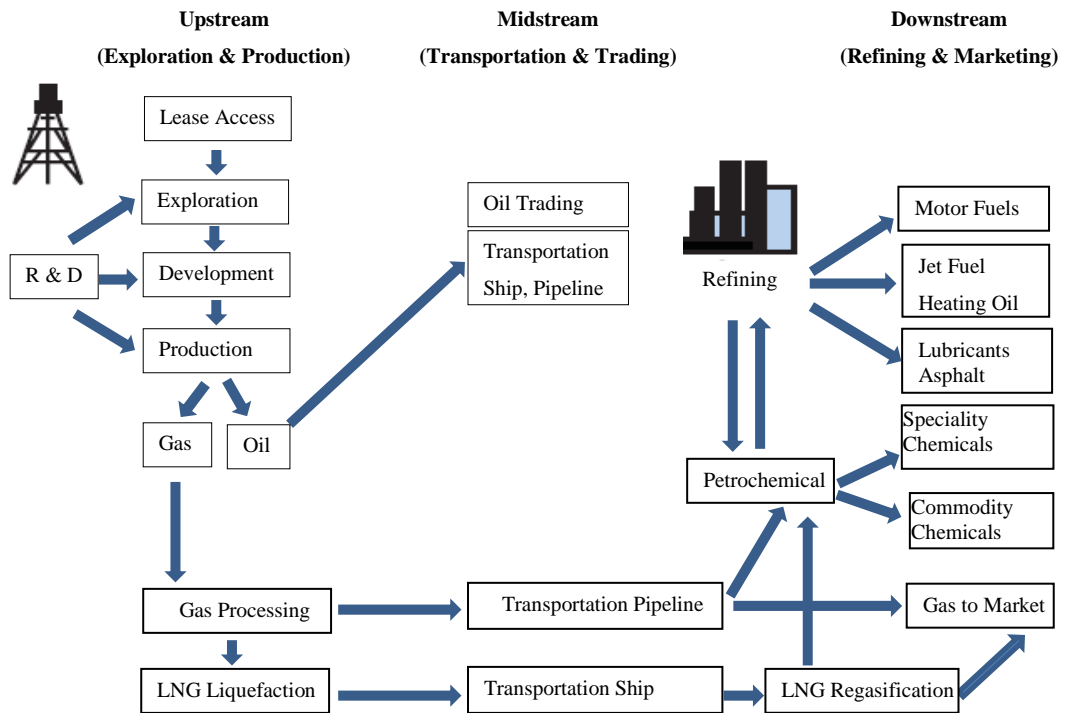 Upstream
(Exploration & Production)
Midstream
(Transportation & Trading)
Downstream
(Refining & Marketing)
Lease Access
Exploration
R & D
Development
Production
Gas
Oil
Oil Trading
Transportation
Ship, Pipeline
Refining
Motor Fuels
Jet Fuel
Heating Oil
Lubricants
Asphalt
Speciality
Chemicals
Petrochemical
Commodity
Chemicals
Gas Processing
Transportation Pipeline
Gas to Market
LNG Liquefaction
Transportation Ship
LNG Regasification